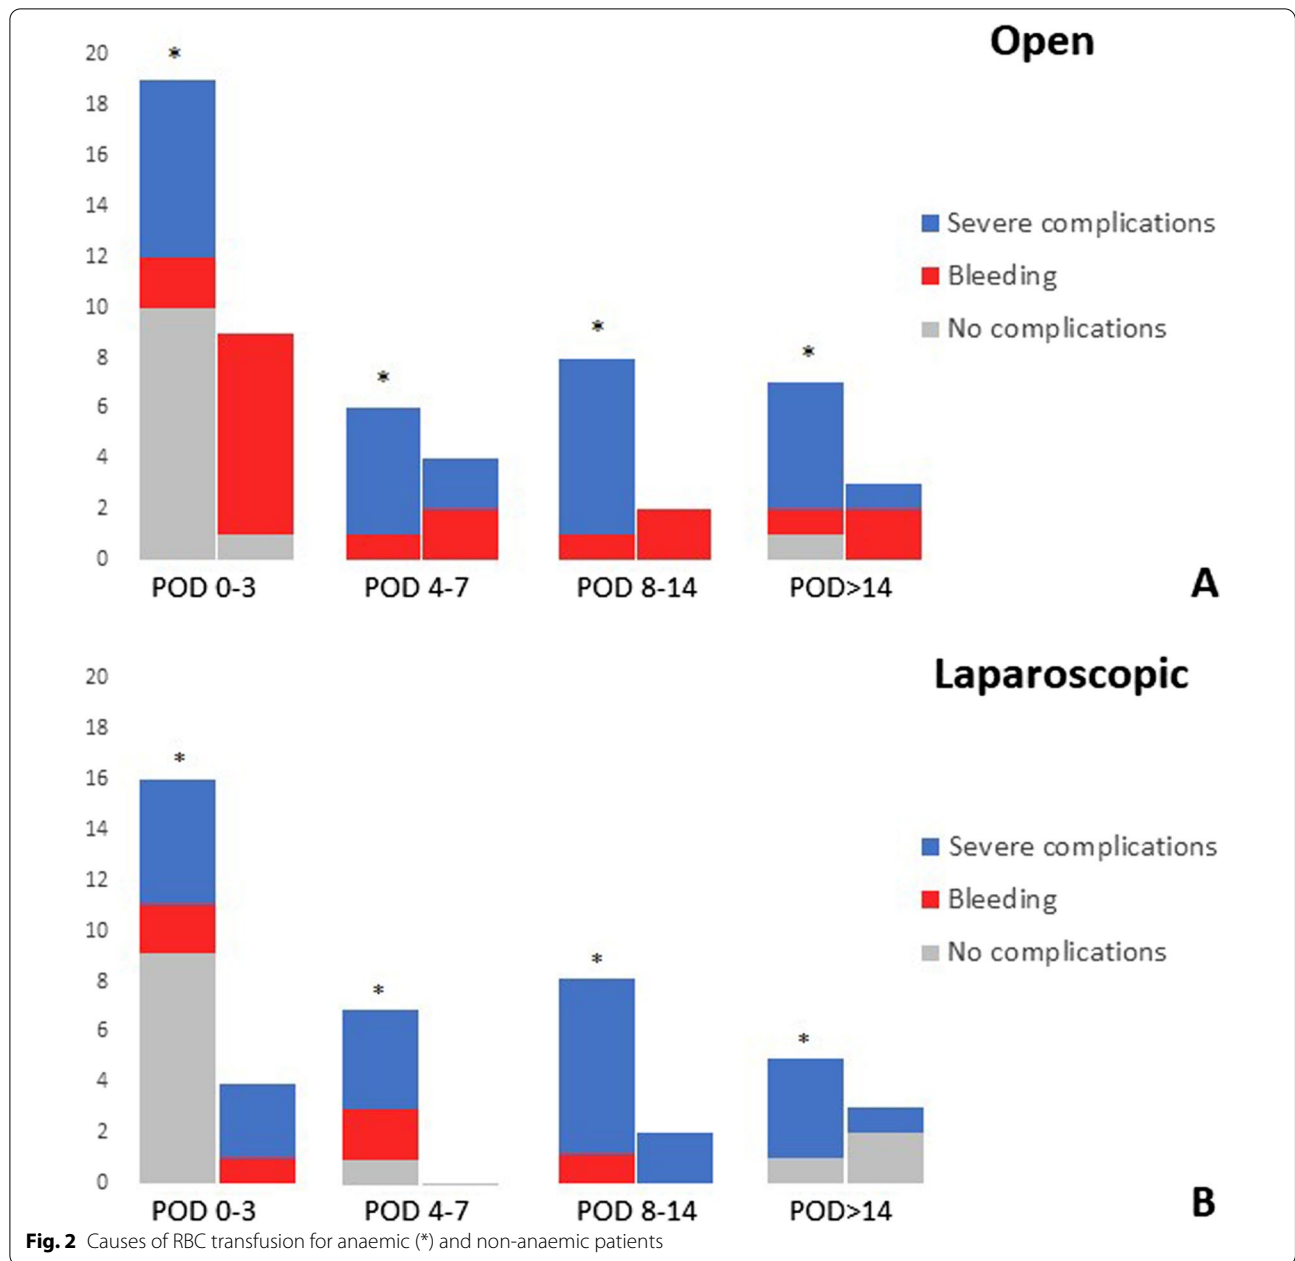 Open
*
20
18
16
14
12
10
8
6
4
2
0
*
*
*
Severe complications
Bleeding
No complications
POD 0-3
POD 4-7
POD 8-14
POD>14
A
Laparoscopic
20
18
16
14
12
10
8
6
4
2
0
*
*
*
*
Severe complications
Bleeding
No complications
POD 0-3
POD 4-7
POD 8-14
POD>14
B
Fig. 2 Causes of RBC transfusion for anaemic (*) and non-anaemic patients